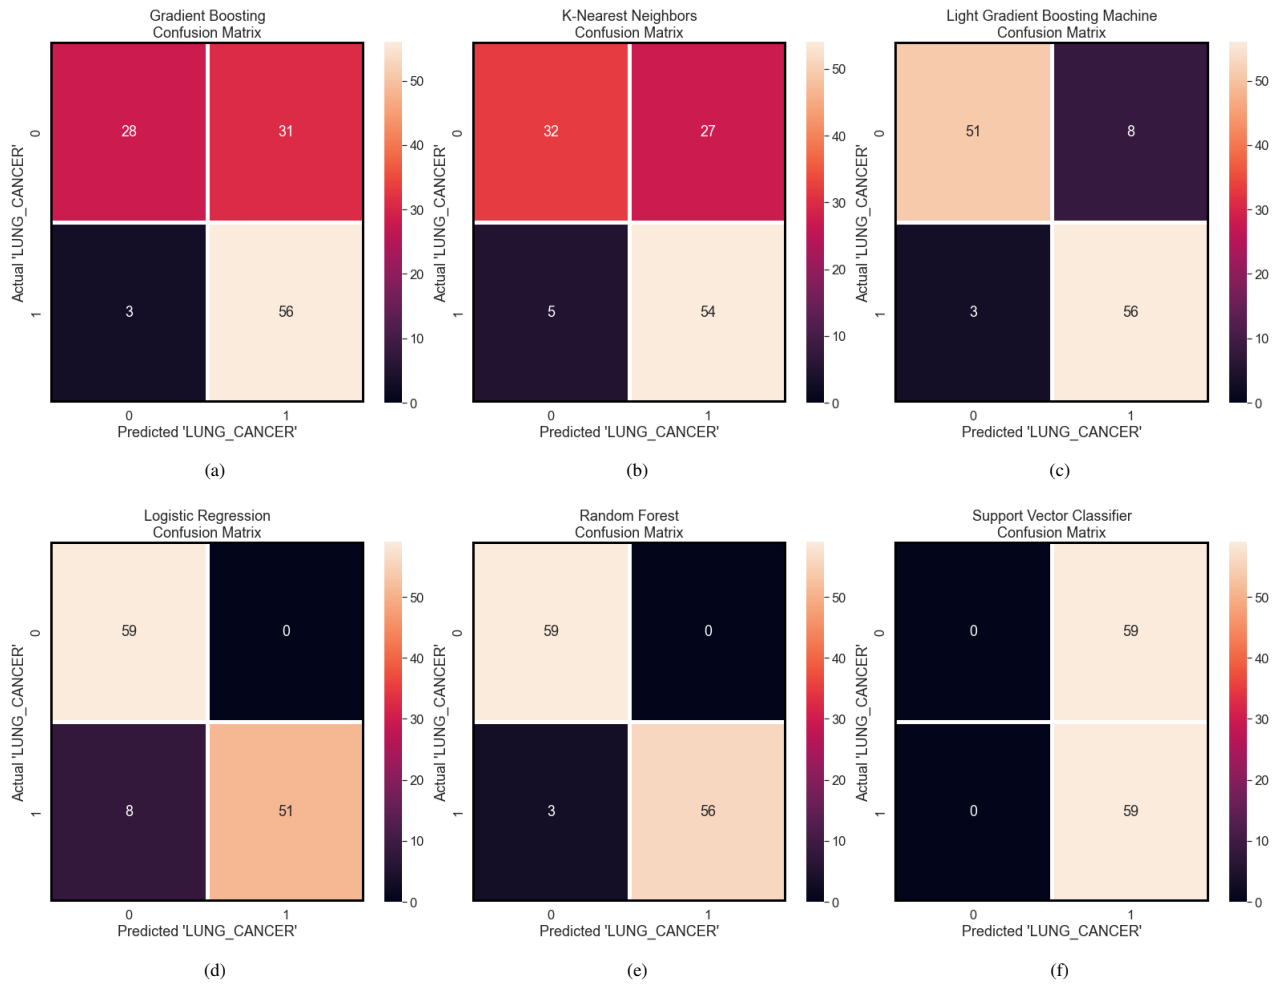 Gradient Boosting
Confusion Matrix
Actual 'LUNG_CANCER'
0
1
28
31
3
56
0
1
Predicted 'LUNG_CANCER'
50
40
30
20
10
0
(a)
K-Nearest Neighbors
Confusion Matrix
Actual 'LUNG_CANCER'
0
1
32
27
5
54
0
1
Predicted 'LUNG_CANCER'
50
40
30
20
10
0
(b)
Light Gradient Boosting Machine
Confusion Matrix
Actual 'LUNG_CANCER'
0
1
51
8
3
56
0
1
Predicted 'LUNG_CANCER'
50
40
30
20
10
0
(c)
Logistic Regression
Confusion Matrix
Actual 'LUNG_CANCER'
0
1
59
0
8
51
0
1
Predicted 'LUNG_CANCER'
50
40
30
20
10
0
(d)
Random Forest
Confusion Matrix
Actual 'LUNG_CANCER'
0
1
59
0
3
56
0
1
Predicted 'LUNG_CANCER'
50
40
30
20
10
0
(e)
Support Vector Classifier
Confusion Matrix
Actual 'LUNG_CANCER'
0
1
0
59
0
59
0
1
Predicted 'LUNG_CANCER'
50
40
30
20
10
0
(f)